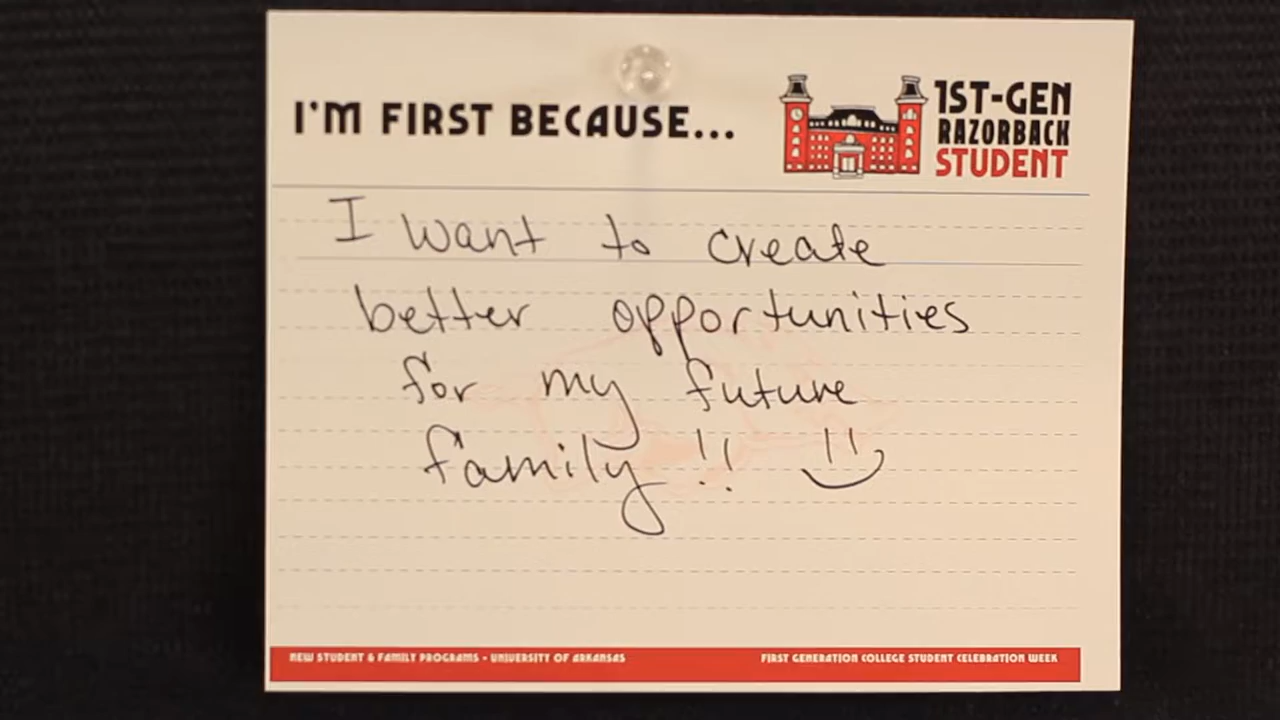 I'M FIRST BECAUSE...
1ST-GEN
RAZORBACK
STUDENT
I want to create
better opportunities
for my future
family!!
NEW STUDENT & FAMILY PROGRAMS - UNIVERSITY OF ARKANSAS
FIRST GENERATION COLLEGE STUDENT CELEBRATION WEEK